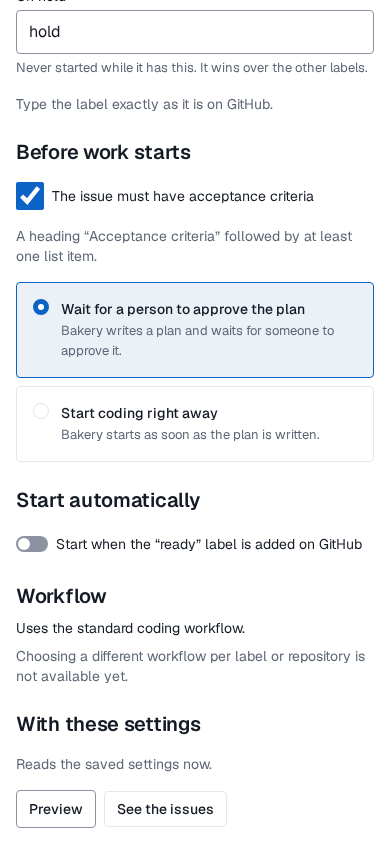 hold
Never started while it has this. It wins over the other labels.
Type the label exactly as it is on GitHub.
Before work starts
The issue must have acceptance criteria
A heading “Acceptance criteria” followed by at least
one list item.
Wait for a person to approve the plan
Bakery writes a plan and waits for someone to
approve it.
Start coding right away
Bakery starts as soon as the plan is written.
Start automatically
Start when the “ready” label is added on GitHub
Workflow
Uses the standard coding workflow.
Choosing a different workflow per label or repository is
not available yet.
With these settings
Reads the saved settings now.
Preview
See the issues